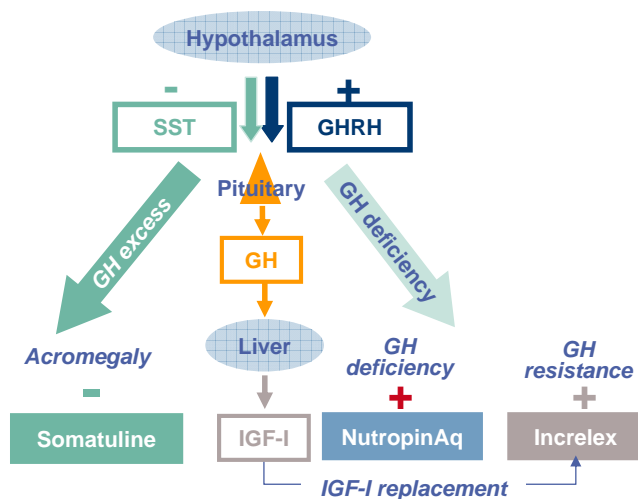 Hypothalamus
- +
SST
GHRH
Pituitary
GH excess
GH deficiency
GH
Liver
Acromegaly
GH
deficiency
GH
resistance
- + +
Somatuline
IGF-I
NutropinAq
Increlex
IGF-I replacement